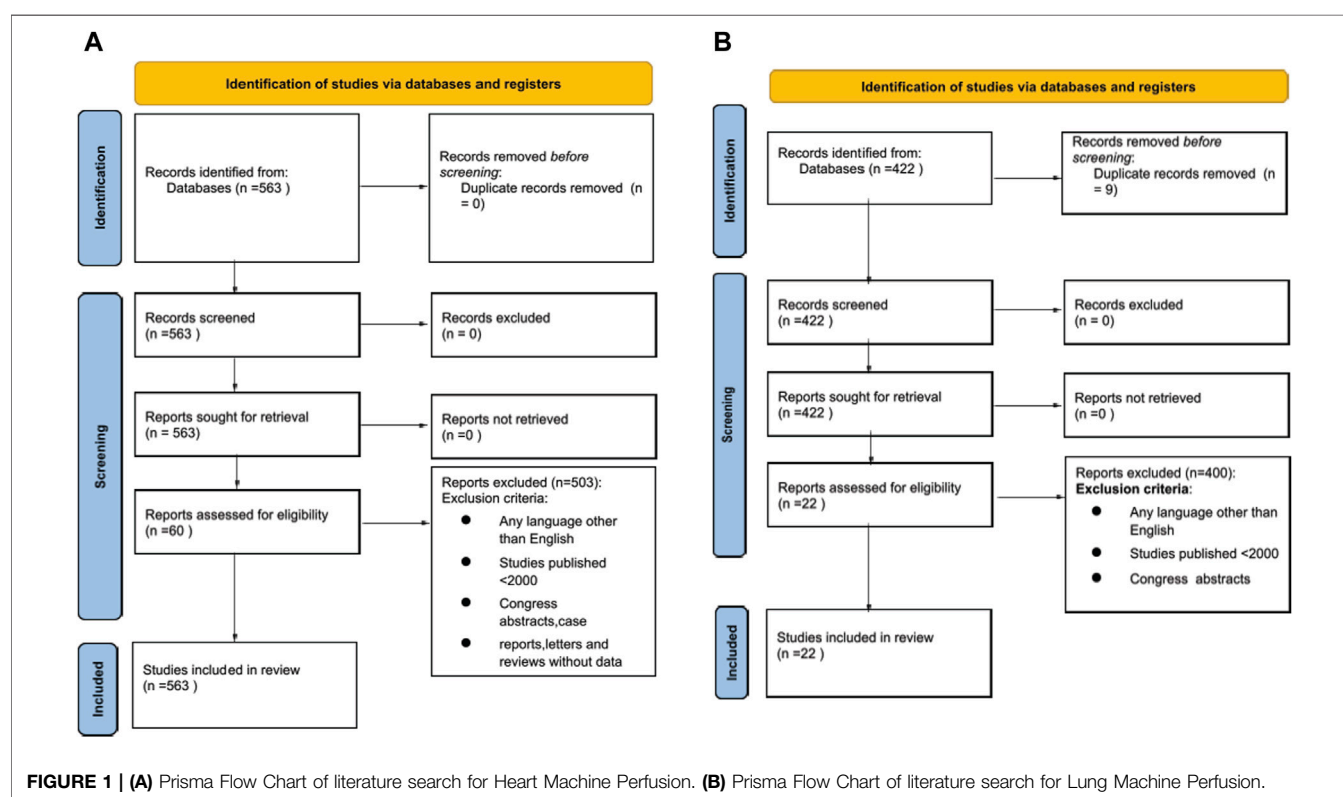 A
Identification of studies via databases and registers
Identification
Records identified from:
Databases (n =563 )
Records removed before
screening:
Duplicate records removed (n
= 0)
Screening
Records screened
(n =563 )
Records excluded
(n = 0)
Reports sought for retrieval
(n = 563)
Reports not retrieved
(n =0 )
Reports assessed for eligibility
(n =60 )
Reports excluded (n=503):
Exclusion criteria:
● Any language other
than English
● Studies published
<2000
● Congress
abstracts,case
● reports,letters and
reviews without data
Included
Studies included in review
(n =563 )
B
Identification of studies via databases and registers
Identification
Records identified from:
Databases (n =422 )
Records removed before
screening:
Duplicate records removed (n
= 9)
Screening
Records screened
(n =422 )
Records excluded
(n = 0)
Reports sought for retrieval
(n =422 )
Reports not retrieved
(n =0 )
Reports assessed for eligibility
(n =22 )
Reports excluded (n=400):
Exclusion criteria:
● Any language other than
English
● Studies published <2000
● Congress abstracts
Included
Studies included in review
(n =22 )
FIGURE 1 | (A) Prisma Flow Chart of literature search for Heart Machine Perfusion. (B) Prisma Flow Chart of literature search for Lung Machine Perfusion.